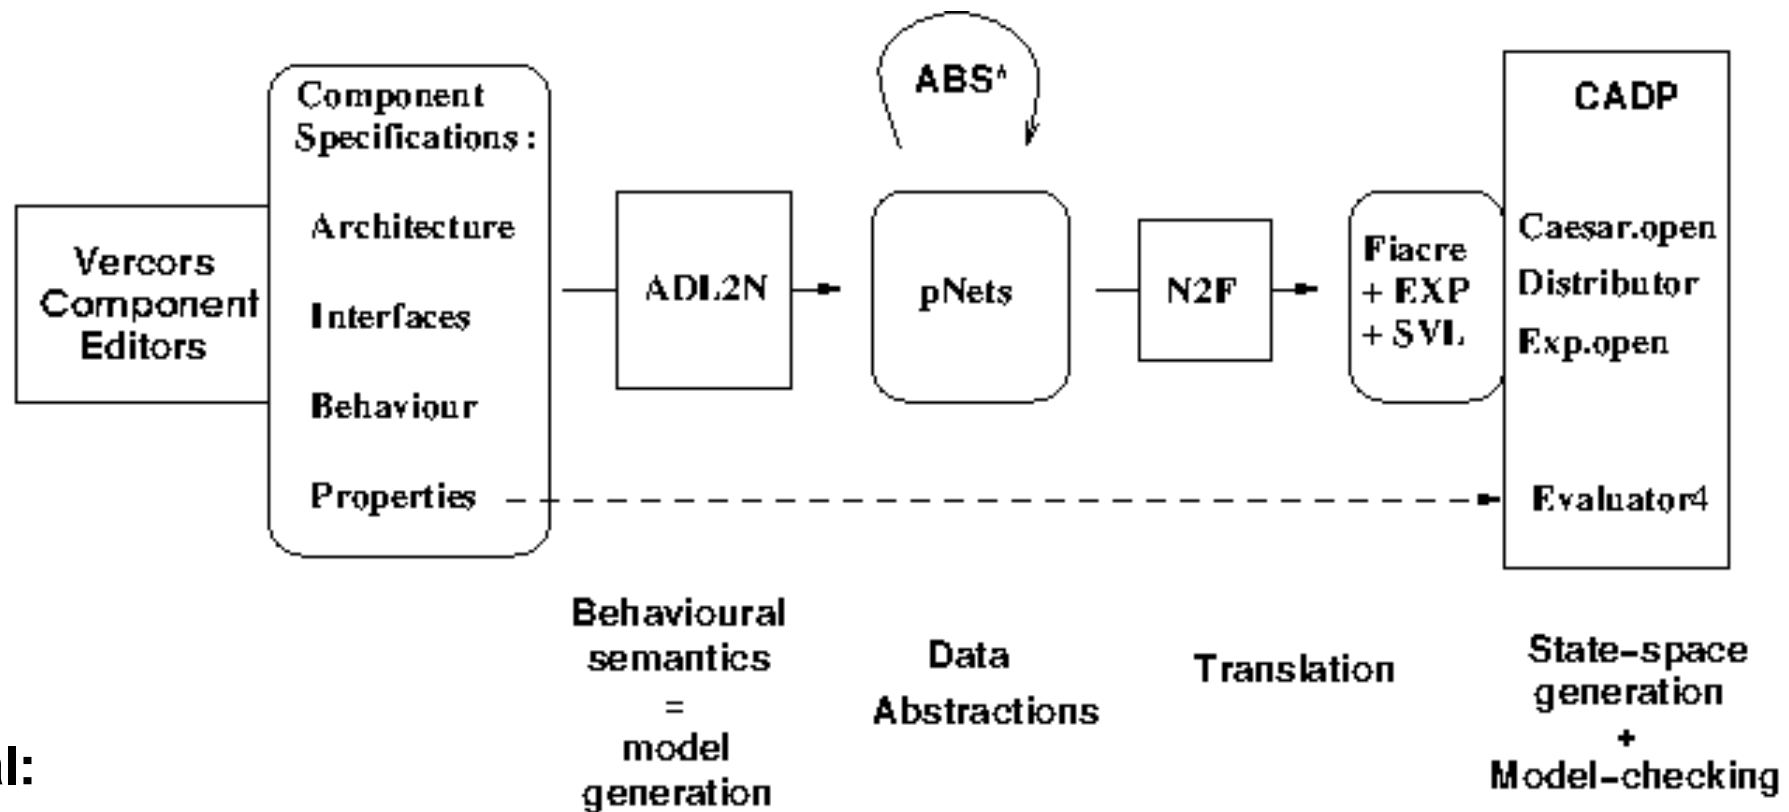 Vercors
Component
Editors
Component
Specifications :
Architecture
Interfaces
Behaviour
Properties
ADL2N
ABS*
pNets
N2F
Fiacre
+ EXP
+ SVL
CADP
Caesar.open
Distributor
Exp.open
Evaluator4
Behavioural
semantics
=
model
generation
Data
Abstractions
Translation
State-space
generation
+
Model-checking
al: